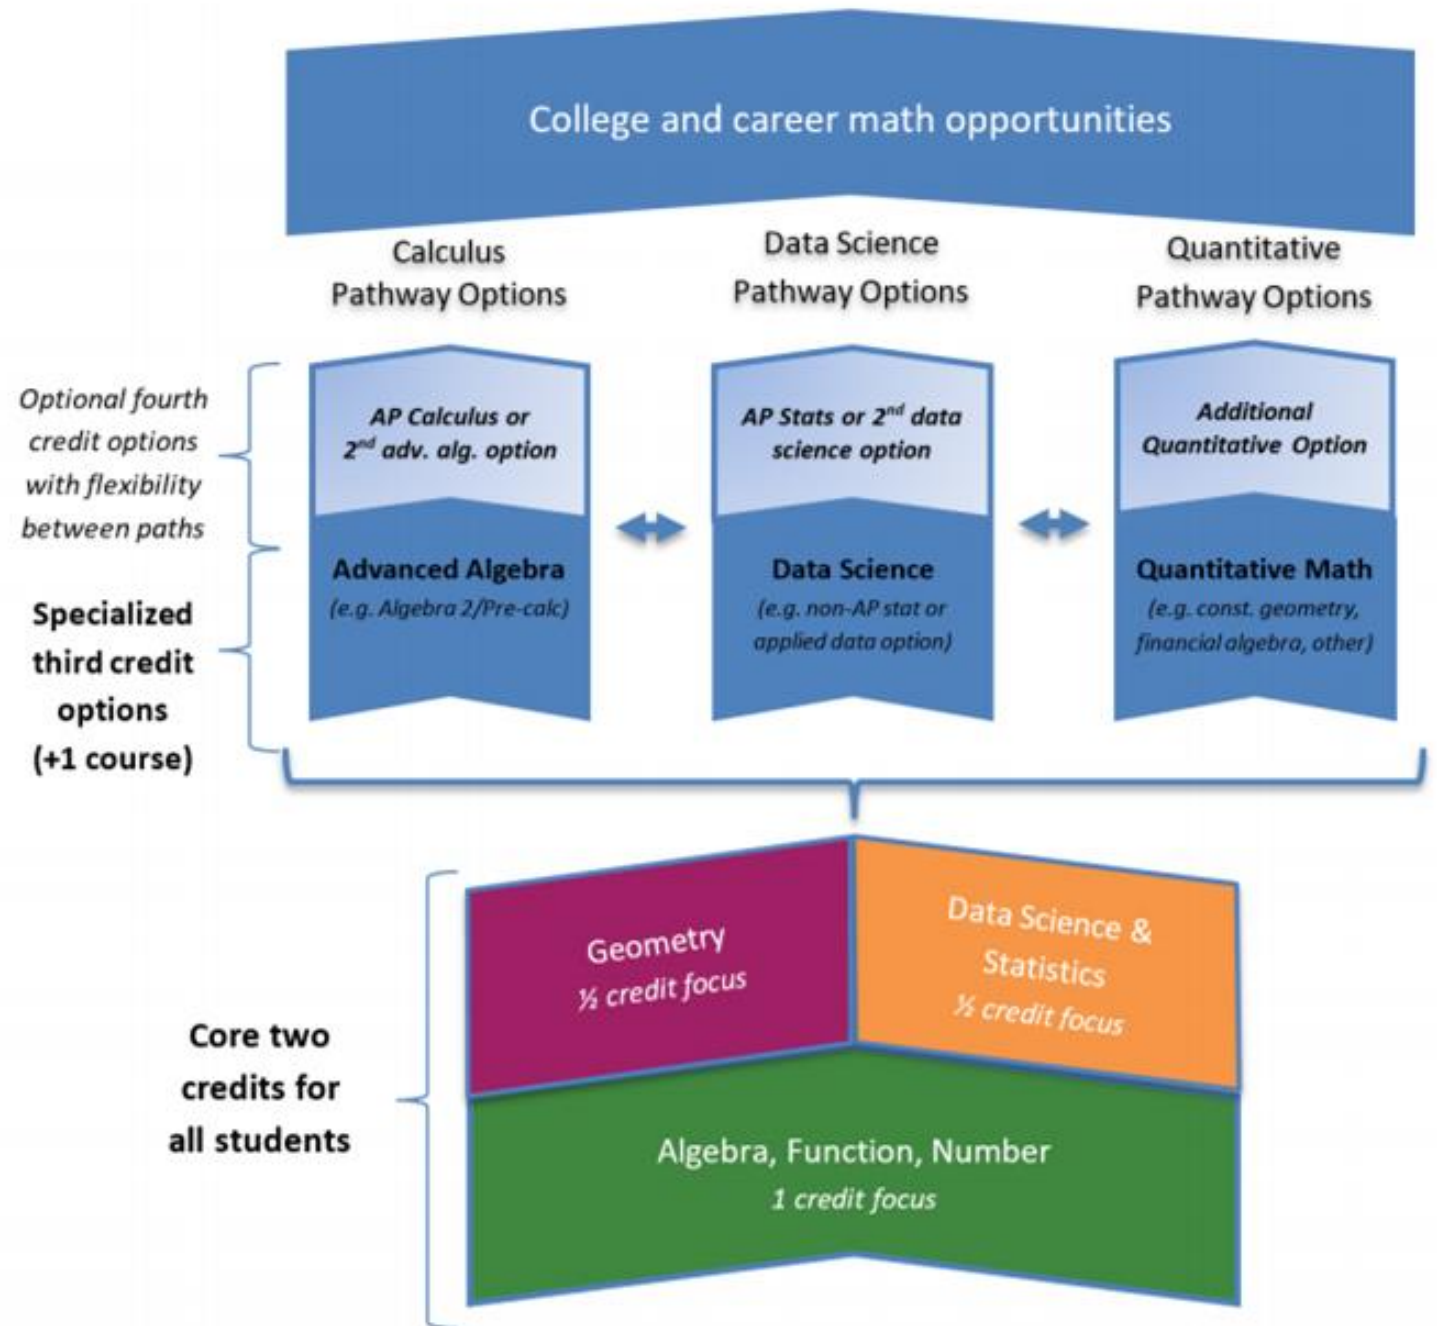 College and career math opportunities
Calculus
Pathway Options
Data Science
Pathway Options
Quantitative
Pathway Options
Optional fourth
credit options
with flexibility
between paths
AP Calculus or
2nd adv. alg. option
AP Stats or 2nd data
science option
Additional
Quantitative Option
Specialized
third credit
options
(+1 course)
Advanced Algebra
(e.g. Algebra 2/Pre-calc)
Data Science
(e.g. non-AP stat or
applied data option)
Quantitative Math
(e.g. const. geometry,
financial algebra, other)
Core two
credits for
all students
Geometry
½ credit focus
Data Science &
Statistics
½ credit focus
Algebra, Function, Number
1 credit focus